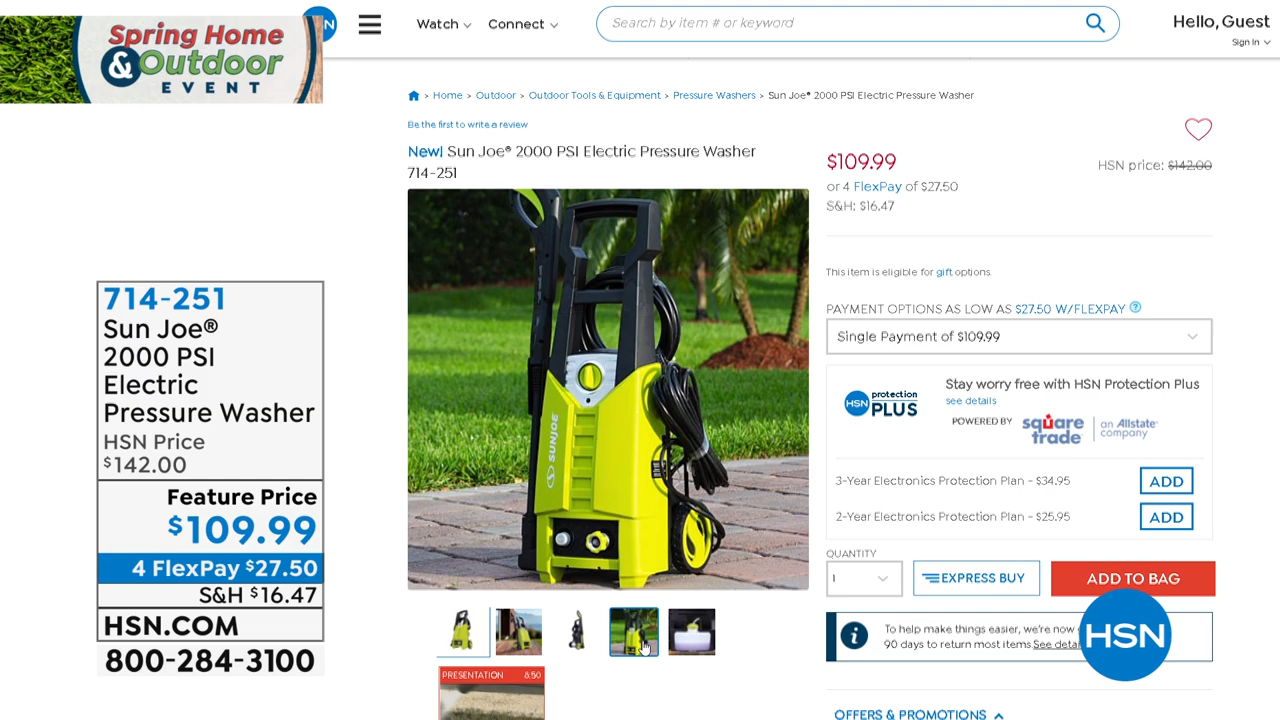 Spring Home
& Outdoor
EVENT
N
Watch
Connect
Search by item # or keyword
Hello, Guest
Sign In
> Home > Outdoor > Outdoor Tools & Equipment > Pressure Washers > Sun Joe® 2000 PSI Electric Pressure Washer
Be the first to write a review
New! Sun Joe® 2000 PSI Electric Pressure Washer
714-251
SUNJOE
$109.99
HSN price: $142.00
or 4 FlexPay of $27.50
S&H: $16.47
This item is eligible for gift options.
PAYMENT OPTIONS AS LOW AS $27.50 W/FLEXPAY ?
Single Payment of $109.99
HSN protection
PLUS
Stay worry free with HSN Protection Plus
see details
POWERED BY
square
trade
an Allstate
company
3-Year Electronics Protection Plan - $34.95
ADD
2-Year Electronics Protection Plan - $25.95
ADD
QUANTITY
1
EXPRESS BUY
ADD TO BAG
i
To help make things easier, we're now
90 days to return most items. See detai
HSN
OFFERS & PROMOTIONS
PRESENTATION 8:50
714-251
Sun Joe®
2000 PSI
Electric
Pressure Washer
HSN Price
$142.00
Feature Price
$109.99
4 FlexPay $27.50
S&H $16.47
HSN.COM
800-284-3100